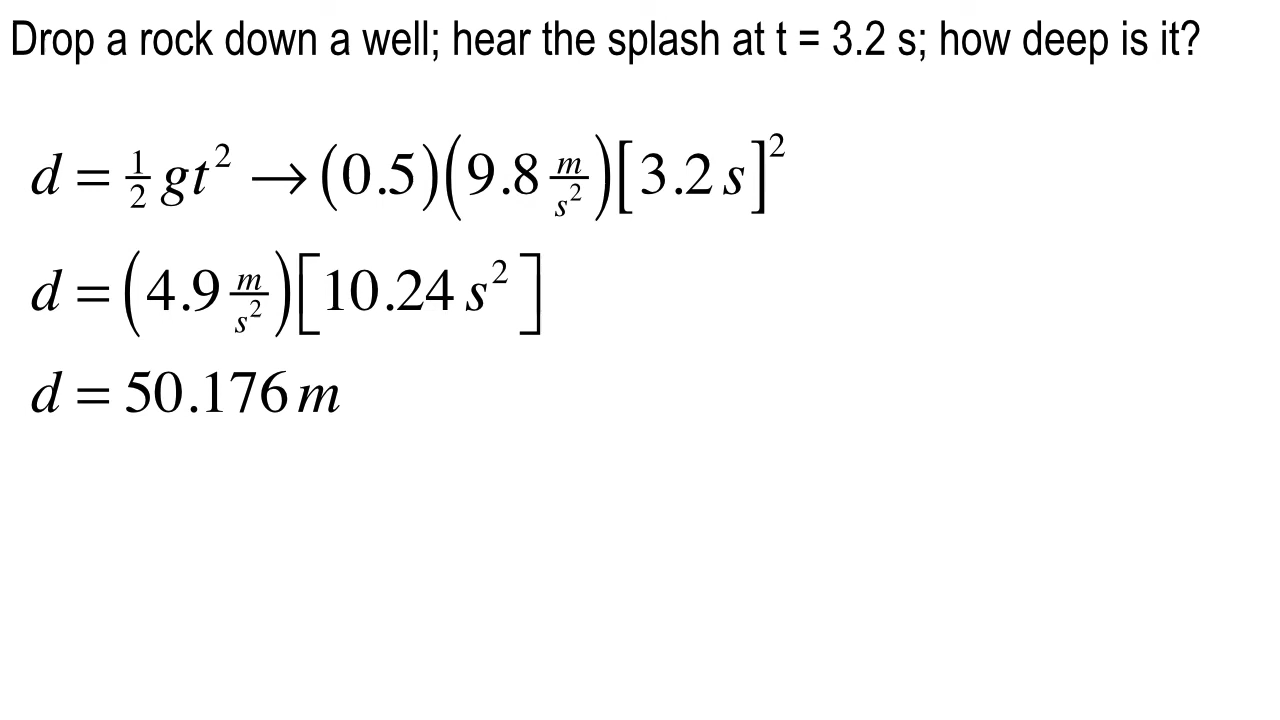 Drop a rock down a well; hear the splash at t = 3.2 s; how deep is it?
d = ½ gt² → (0.5)(9.8 m/s²)[3.2 s]²
d = (4.9 m/s²)[10.24 s²]
d = 50.176 m